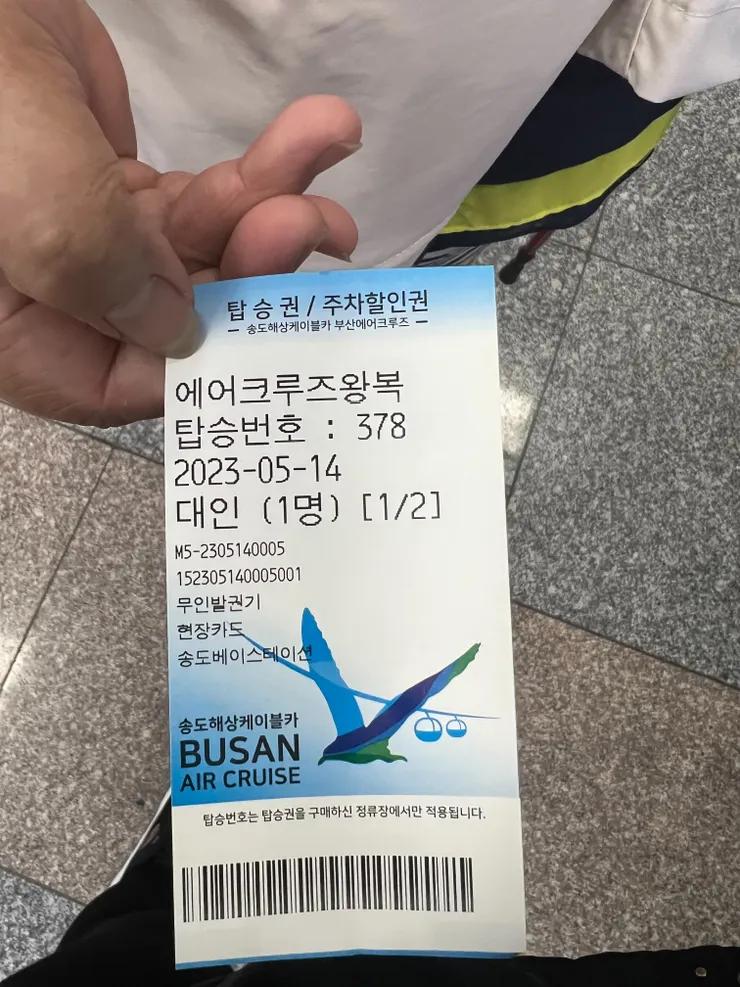 탑 승 권 / 주차할인권
송도해상케이블카 부산에어크루즈
에어크루즈왕복
탑승번호 : 378
2023-05-14
대인 (1명) [1/2]
M5-2305140005
152305140005001
무인발권기
현장카드
송도베이스테이션
송도해상케이블카
BUSAN
AIR CRUISE
탑승번호는 탑승권을 구매하신 정류장에서만 적용됩니다.